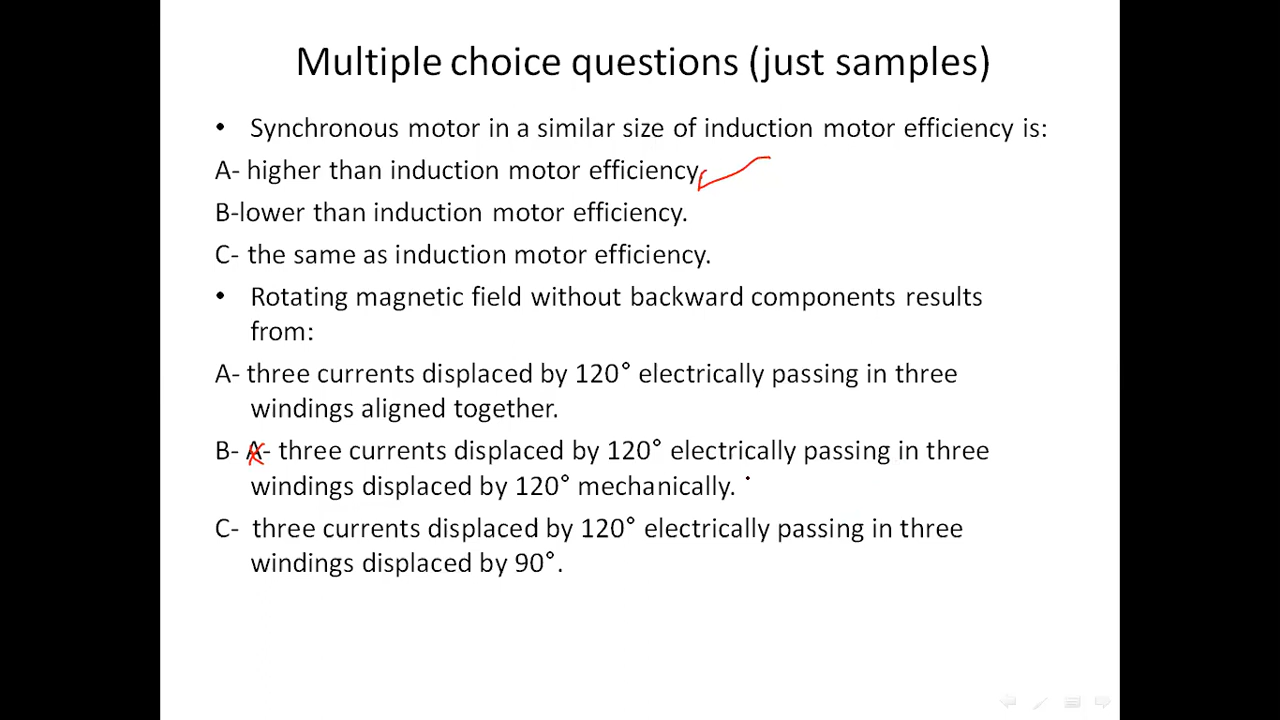 Multiple choice questions (just samples)
• Synchronous motor in a similar size of induction motor efficiency is:
A- higher than induction motor efficiency
B-lower than induction motor efficiency.
C- the same as induction motor efficiency.
• Rotating magnetic field without backward components results
from:
A- three currents displaced by 120° electrically passing in three
windings aligned together.
B- A- three currents displaced by 120° electrically passing in three
windings displaced by 120° mechanically.
C- three currents displaced by 120° electrically passing in three
windings displaced by 90°.